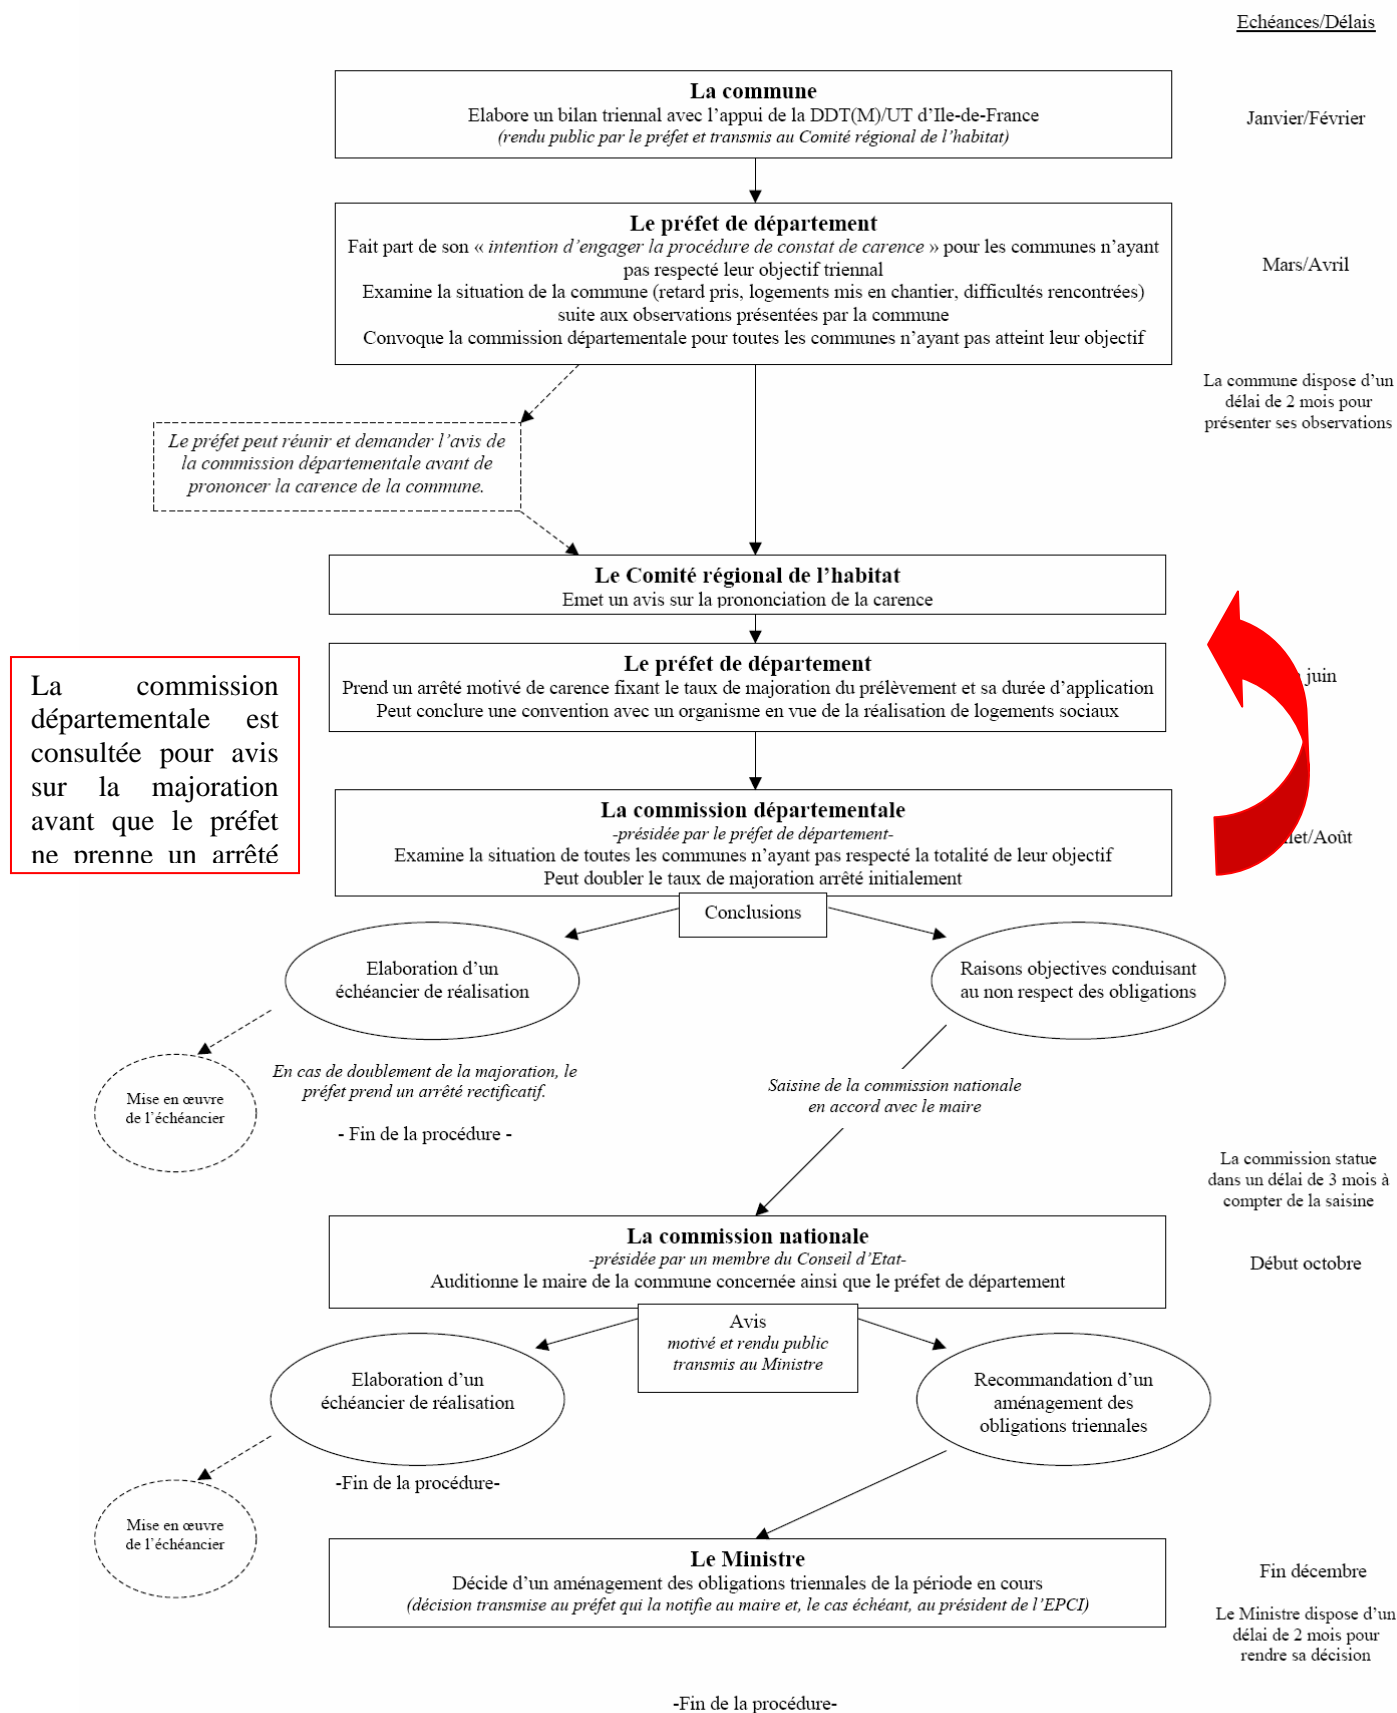 Echéances/Délais
La commune
Elabore un bilan triennal avec l'appui de la DDT(M)/UT d'Ile-de-France
(rendu public par le préfet et transmis au Comité régional de l'habitat)
Janvier/Février
Le préfet de département
Fait part de son « intention d'engager la procédure de constat de carence » pour les communes n'ayant
pas respecté leur objectif triennal
Examine la situation de la commune (retard pris, logements mis en chantier, difficultés rencontrées)
suite aux observations présentées par la commune
Convoque la commission départementale pour toutes les communes n'ayant pas atteint leur objectif
Mars/Avril
La commune dispose d'un
délai de 2 mois pour
présenter ses observations
Le préfet peut réunir et demander l'avis de
la commission départementale avant de
prononcer la carence de la commune.
Le Comité régional de l'habitat
Emet un avis sur la prononciation de la carence
Le préfet de département
Prend un arrêté motivé de carence fixant le taux de majoration du prélèvement et sa durée d'application
Peut conclure une convention avec un organisme en vue de la réalisation de logements sociaux
juin
La commission
départementale est
consultée pour avis
sur la majoration
avant que le préfet
ne prenne un arrêté
La commission départementale
-présidée par le préfet de département-
Examine la situation de toutes les communes n'ayant pas respecté la totalité de leur objectif
Peut doubler le taux de majoration arrêté initialement
let/Août
Conclusions
Elaboration d'un
échéancier de réalisation
Raisons objectives conduisant
au non respect des obligations
Mise en œuvre
de l'échéancier
En cas de doublement de la majoration, le
préfet prend un arrêté rectificatif.
- Fin de la procédure -
Saisine de la commission nationale
en accord avec le maire
La commission statue
dans un délai de 3 mois à
compter de la saisine
La commission nationale
-présidée par un membre du Conseil d'Etat-
Auditionne le maire de la commune concernée ainsi que le préfet de département
Début octobre
Avis
motivé et rendu public
transmis au Ministre
Elaboration d'un
échéancier de réalisation
Recommandation d'un
aménagement des
obligations triennales
-Fin de la procédure-
Mise en œuvre
de l'échéancier
Le Ministre
Décide d'un aménagement des obligations triennales de la période en cours
(décision transmise au préfet qui la notifie au maire et, le cas échéant, au président de l'EPCI)
Fin décembre
Le Ministre dispose d'un
délai de 2 mois pour
rendre sa décision
-Fin de la procédure-